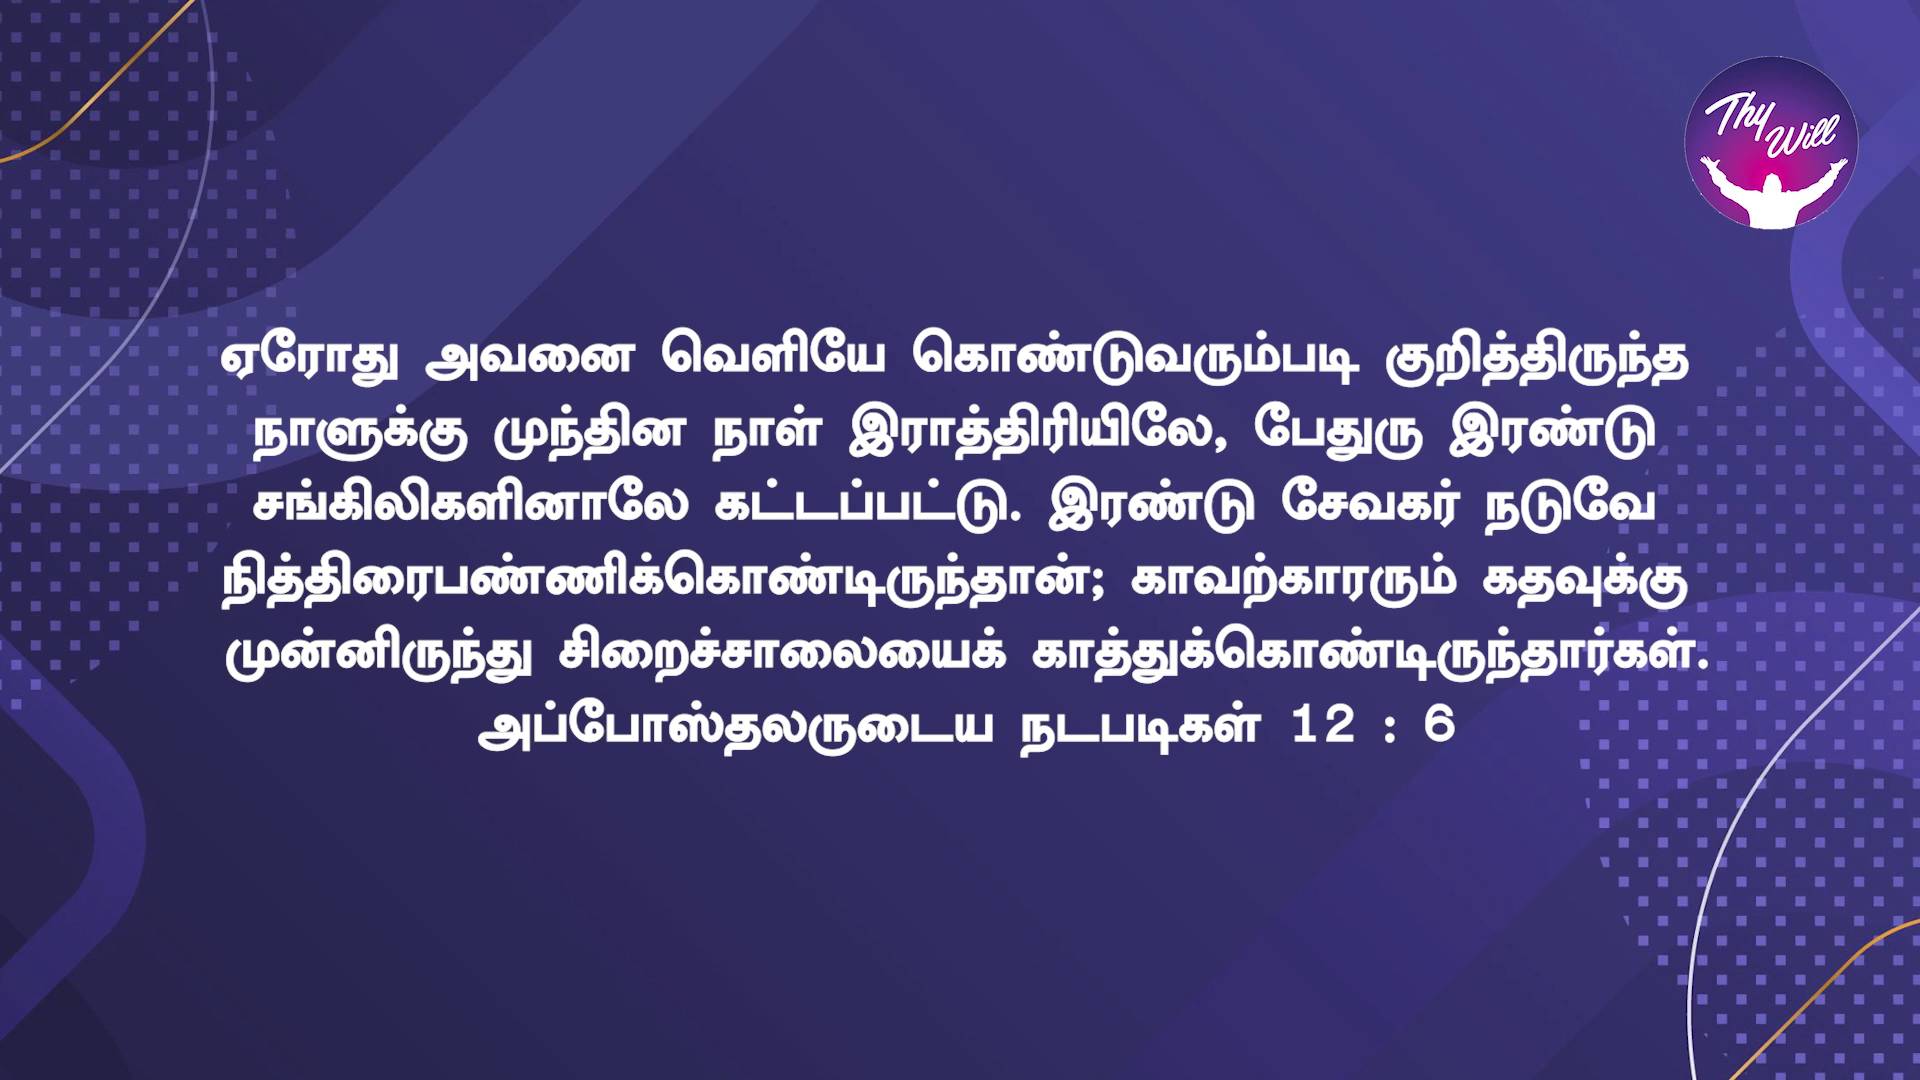 Thy
Will
ஏரோது அவனை வெளியே கொண்டுவரும்படி குறித்திருந்த
நாளுக்கு முந்தின நாள் இராத்திரியிலே, பேதுரு இரண்டு
சங்கிலிகளினாலே கட்டப்பட்டு. இரண்டு சேவகர் நடுவே
நித்திரைபண்ணிக்கொண்டிருந்தான்; காவற்காரரும் கதவுக்கு
முன்னிருந்து சிறைச்சாலையைக் காத்துக்கொண்டிருந்தார்கள்.
அப்போஸ்தலருடைய நடபடிகள் 12 : 6